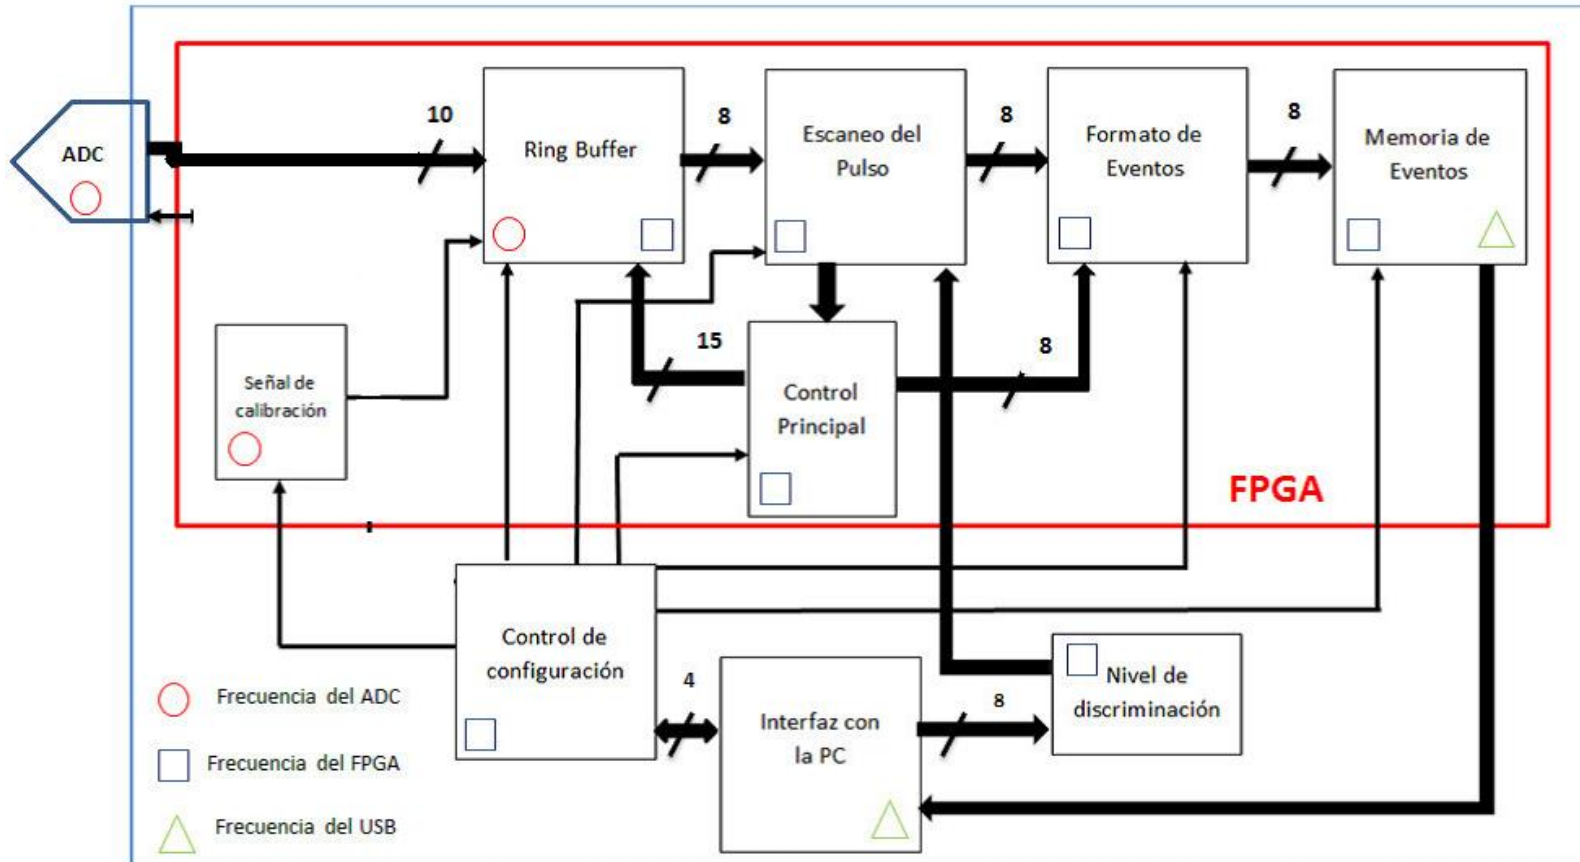 10
8
8
8
ADC
Ring Buffer
Escaneo del
Pulso
Formato de
Eventos
Memoria de
Eventos
15
8
Señal de
calibración
Control
Principal
FPGA
Control de
configuración
4
8
Interfaz con
la PC
Nivel de
discriminación
Frecuencia del ADC
Frecuencia del FPGA
Frecuencia del USB